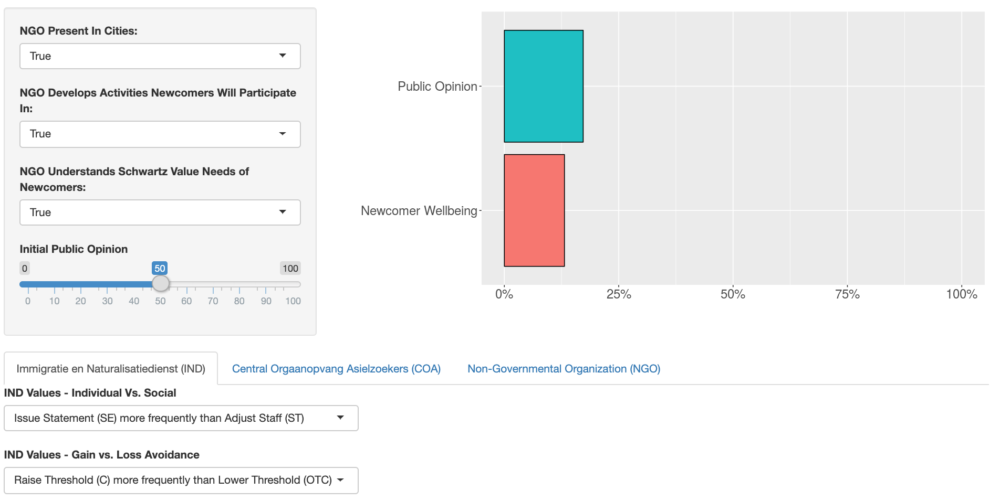 NGO Present In Cities:
True
NGO Develops Activities Newcomers Will Participate
In:
True
NGO Understands Schwartz Value Needs of
Newcomers:
True
Initial Public Opinion
0 50 100
0 10 20 30 40 50 60 70 80 90 100
Public Opinion
Newcomer Wellbeing
0% 25% 50% 75% 100%
Immigratie en Naturalisatiedienst (IND) Central Orgaanopvang Asielzoekers (COA) Non-Governmental Organization (NGO)
IND Values - Individual Vs. Social
Issue Statement (SE) more frequently than Adjust Staff (ST)
IND Values - Gain vs. Loss Avoidance
Raise Threshold (C) more frequently than Lower Threshold (OTC)